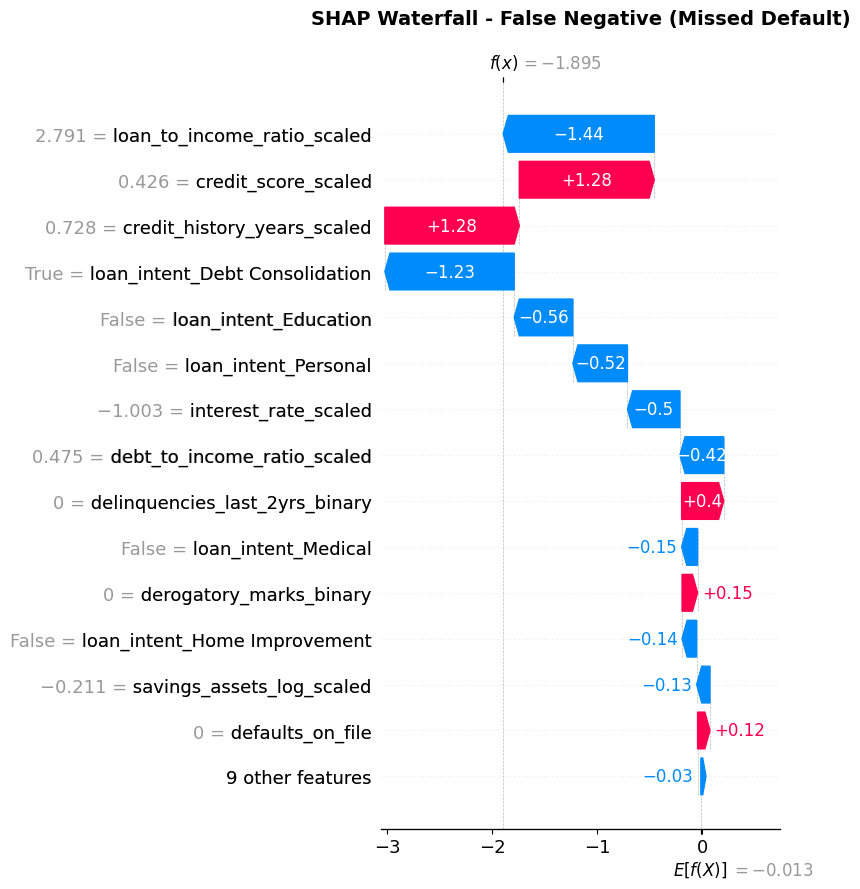 SHAP Waterfall - False Negative (Missed Default)
f(x) = −1.895
2.791 = loan_to_income_ratio_scaled −1.44
0.426 = credit_score_scaled +1.28
0.728 = credit_history_years_scaled +1.28
True = loan_intent_Debt Consolidation −1.23
False = loan_intent_Education −0.56
False = loan_intent_Personal −0.52
−1.003 = interest_rate_scaled −0.5
0.475 = debt_to_income_ratio_scaled −0.42
0 = delinquencies_last_2yrs_binary +0.4
False = loan_intent_Medical −0.15
0 = derogatory_marks_binary +0.15
False = loan_intent_Home Improvement −0.14
−0.211 = savings_assets_log_scaled −0.13
0 = defaults_on_file +0.12
9 other features −0.03
−3 −2 −1 0
E[f(X)] = −0.013